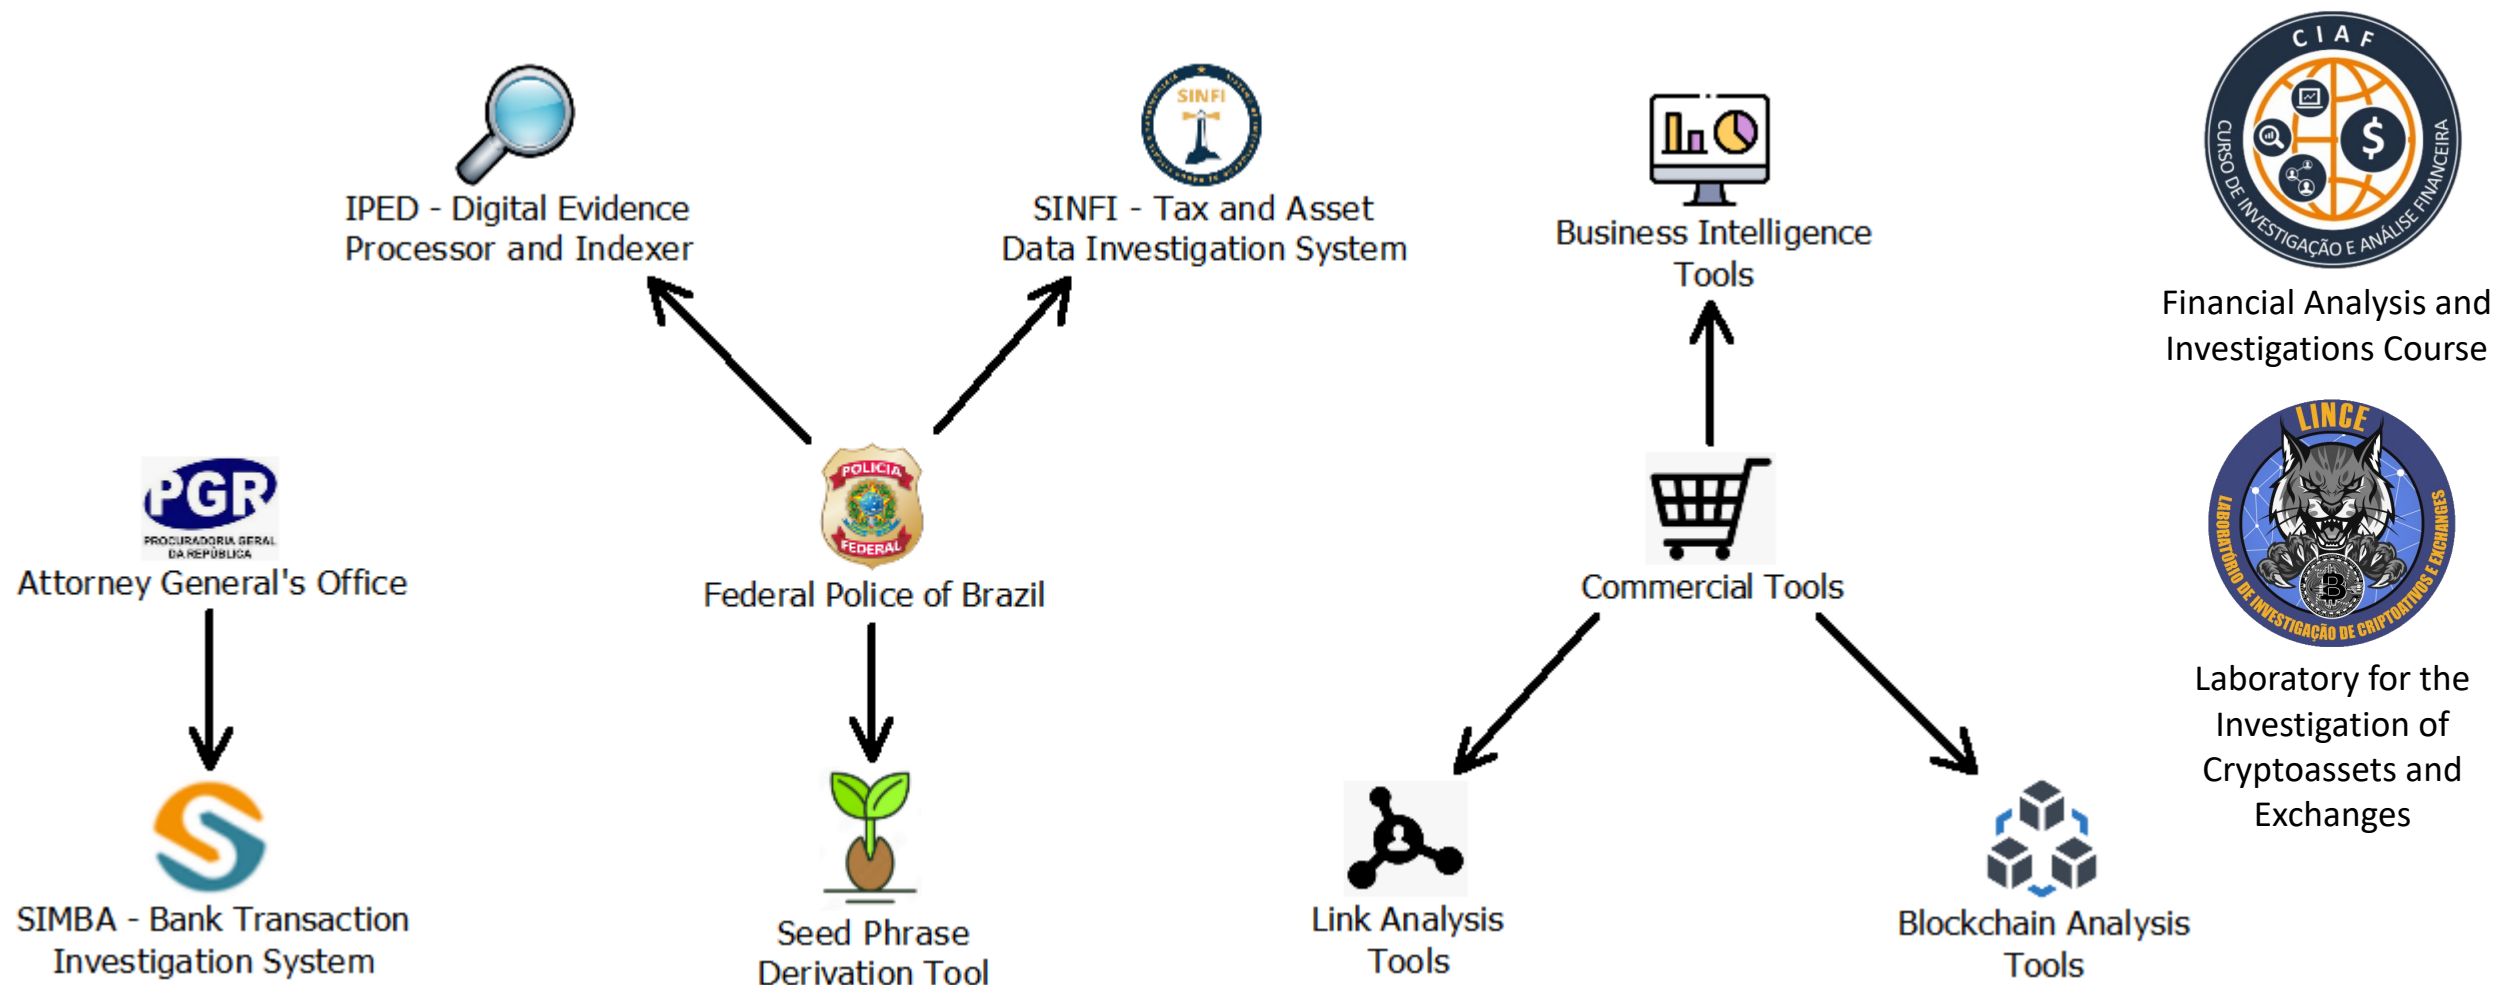 IPED - Digital Evidence
Processor and Indexer
SINFI
SINFI - Tax and Asset
Data Investigation System
Business Intelligence
Tools
CIAF
CURSO DE INVESTIGAÇÃO E ANÁLISE FINANCEIRA
$
Financial Analysis and
Investigations Course
PGR
PROCURADORIA GERAL
DA REPÚBLICA
Attorney General's Office
POLICIA
FEDERAL
Federal Police of Brazil
Commercial Tools
LINCE
LABORATÓRIO DE INVESTIGAÇÃO DE CRIPTOATIVOS E EXCHANGES
Laboratory for the
Investigation of
Cryptoassets and
Exchanges
SIMBA - Bank Transaction
Investigation System
Seed Phrase
Derivation Tool
Link Analysis
Tools
Blockchain Analysis
Tools